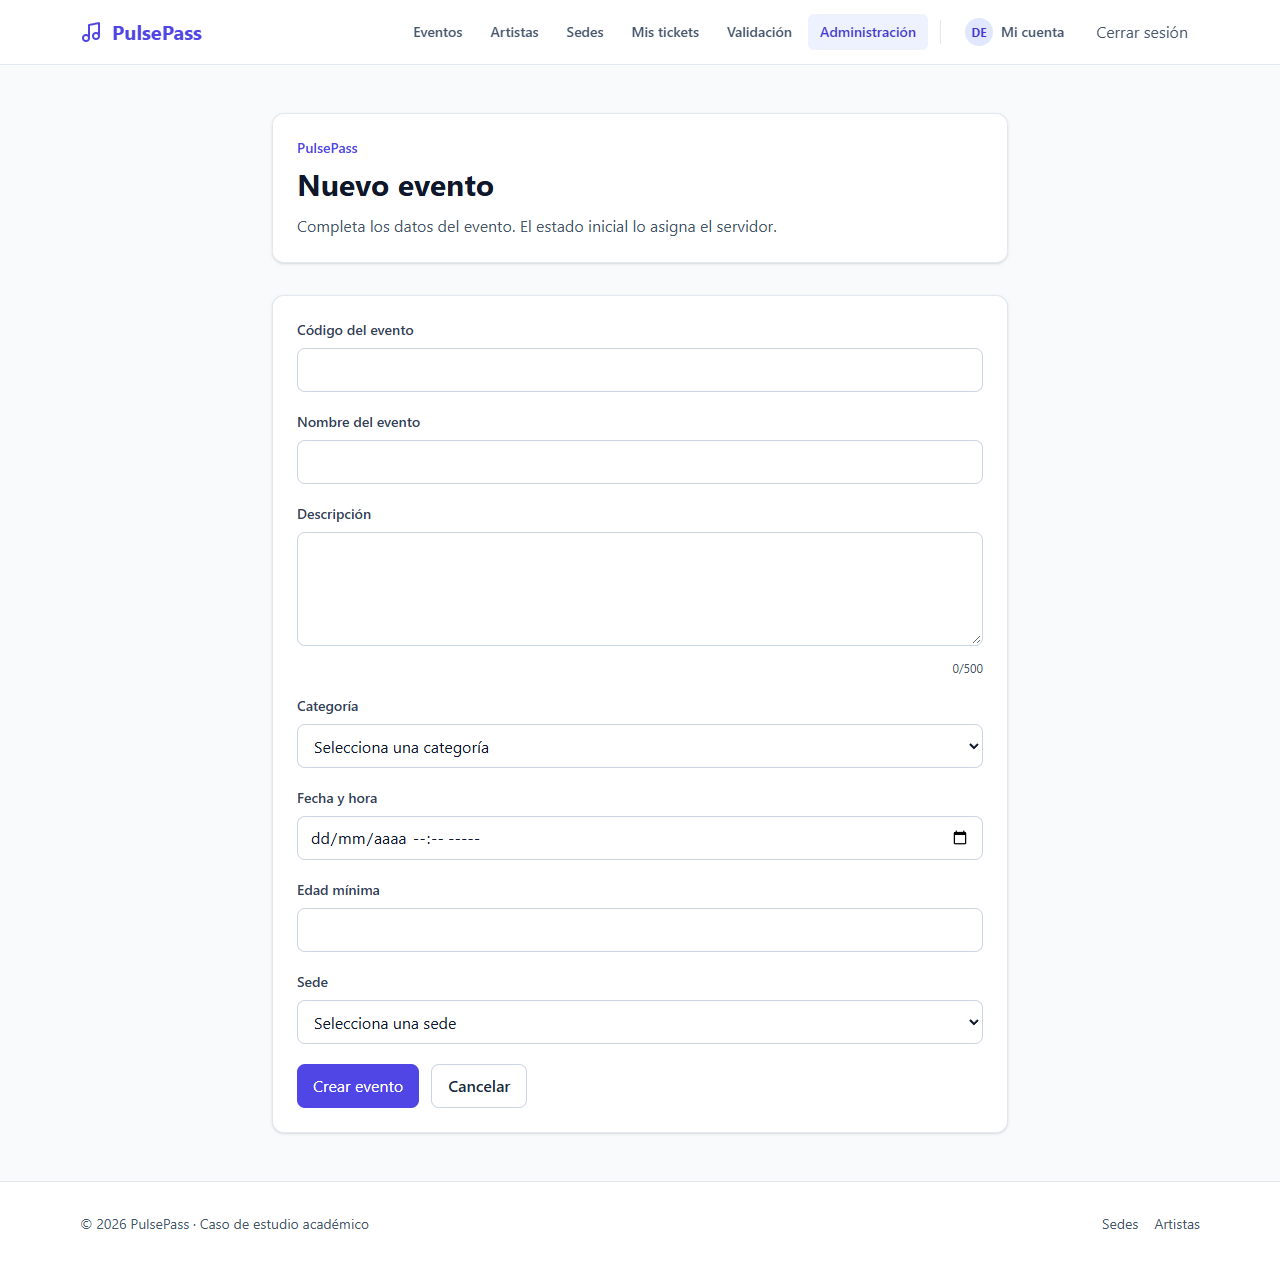 PulsePass
Eventos Artistas Sedes Mis tickets Validación Administración DE Mi cuenta Cerrar sesión
PulsePass
Nuevo evento
Completa los datos del evento. El estado inicial lo asigna el servidor.
Código del evento
Nombre del evento
Descripción
0/500
Categoría
Selecciona una categoría
Fecha y hora
dd/mm/aaaa --:-- -----
Edad mínima
Sede
Selecciona una sede
Crear evento Cancelar
© 2026 PulsePass · Caso de estudio académico Sedes Artistas